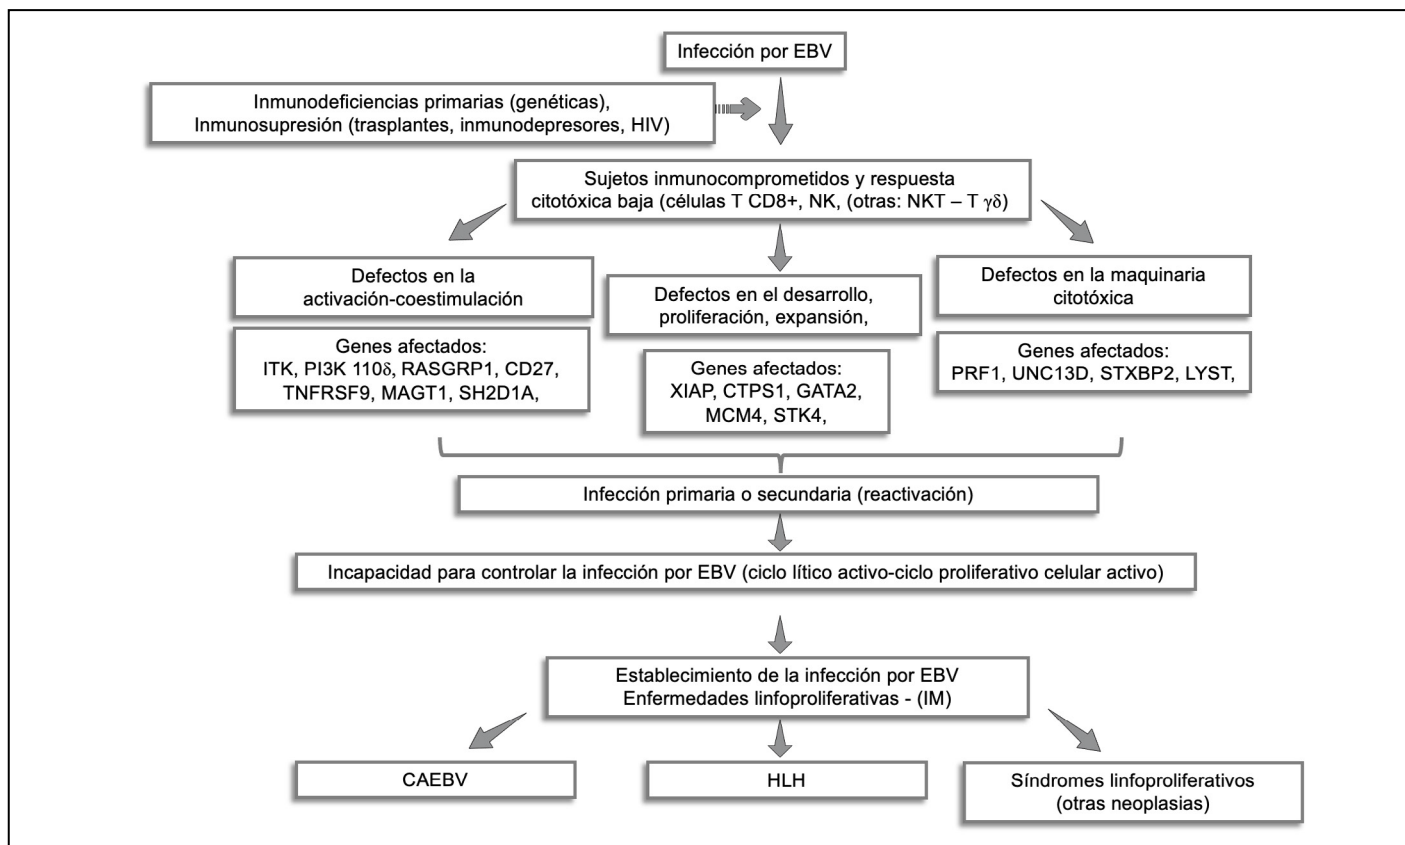 Infección por EBV
Inmunodeficiencias primarias (genéticas),
Inmunosupresión (trasplantes, inmunodepresores, HIV)
Sujetos inmunocomprometidos y respuesta
citotóxica baja (células T CD8+, NK, (otras: NKT – T γδ)
Defectos en la
activación-coestimulación
Genes afectados:
ITK, PI3K 110δ, RASGRP1, CD27,
TNFRSF9, MAGT1, SH2D1A,
Defectos en el desarrollo,
proliferación, expansión,
Genes afectados:
XIAP, CTPS1, GATA2,
MCM4, STK4,
Defectos en la maquinaria
citotóxica
Genes afectados:
PRF1, UNC13D, STXBP2, LYST,
Infección primaria o secundaria (reactivación)
Incapacidad para controlar la infección por EBV (ciclo lítico activo-ciclo proliferativo celular activo)
Establecimiento de la infección por EBV
Enfermedades linfoproliferativas - (IM)
CAEBV
HLH
Síndromes linfoproliferativos
(otras neoplasias)